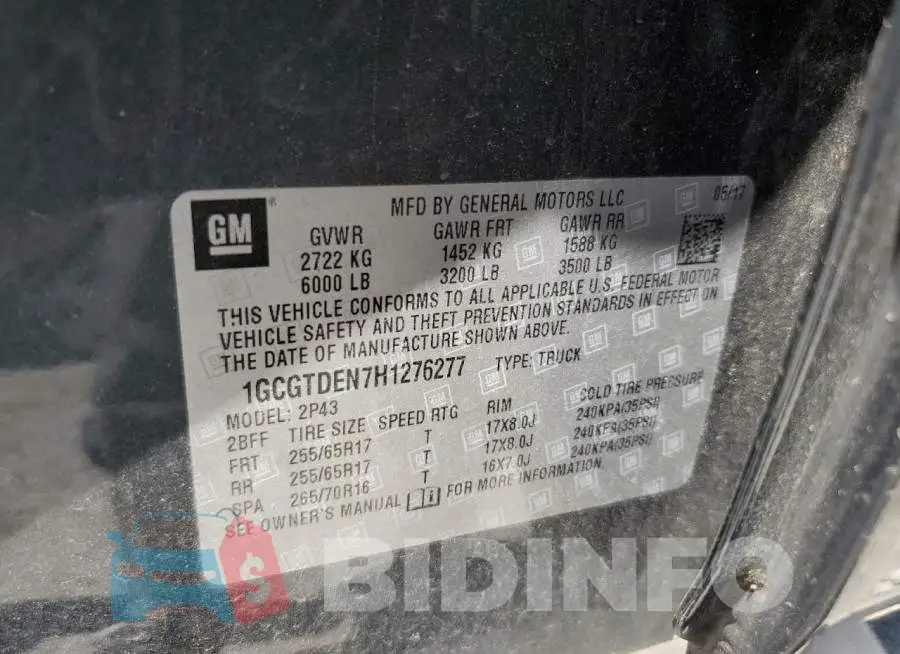 GM
MFD BY GENERAL MOTORS LLC 05/17
GVWR GAWR FRT GAWR RR
2722 KG 1452 KG 1588 KG
6000 LB 3200 LB 3500 LB
THIS VEHICLE CONFORMS TO ALL APPLICABLE U.S. FEDERAL MOTOR
VEHICLE SAFETY AND THEFT PREVENTION STANDARDS IN EFFECT ON
THE DATE OF MANUFACTURE SHOWN ABOVE.
1GCGTDEN7H1276277 TYPE: TRUCK
MODEL: 2P43
2BFF TIRE SIZE SPEED RTG RIM COLD TIRE PRESSURE
FRT 255/65R17 T 17X8.0J 240KPA(35PSI)
RR 255/65R17 T 17X8.0J 240KPA(35PSI)
SPA 265/70R16 T 16X7.0J 240KPA(35PSI)
SEE OWNER'S MANUAL FOR MORE INFORMATION.
$ BIDINFO